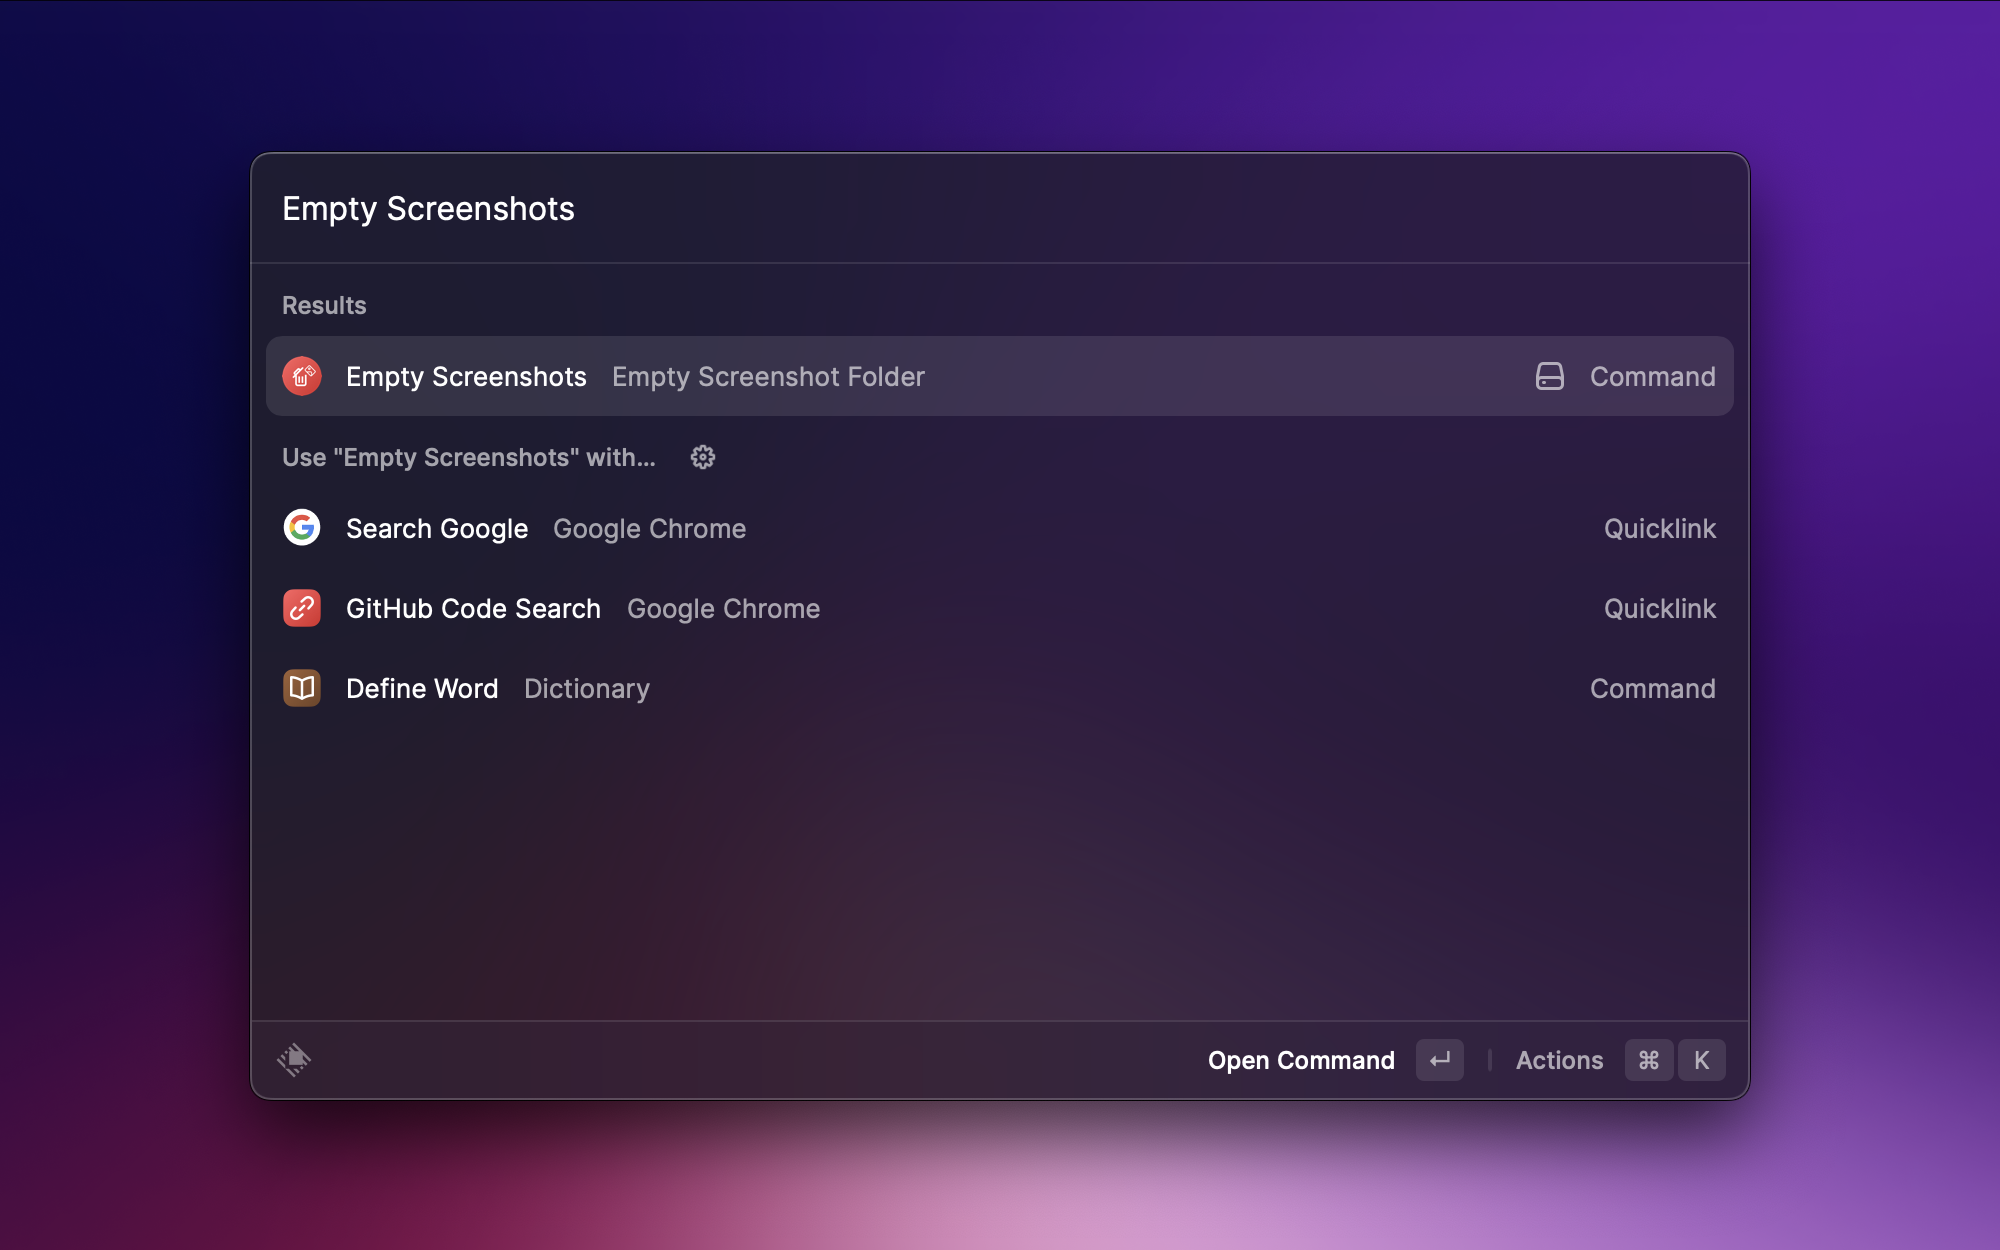 Empty Screenshots
Results
Empty Screenshots Empty Screenshot Folder Command
Use "Empty Screenshots" with...
Search Google Google Chrome Quicklink
GitHub Code Search Google Chrome Quicklink
Define Word Dictionary Command
Open Command ↵ Actions ⌘ K